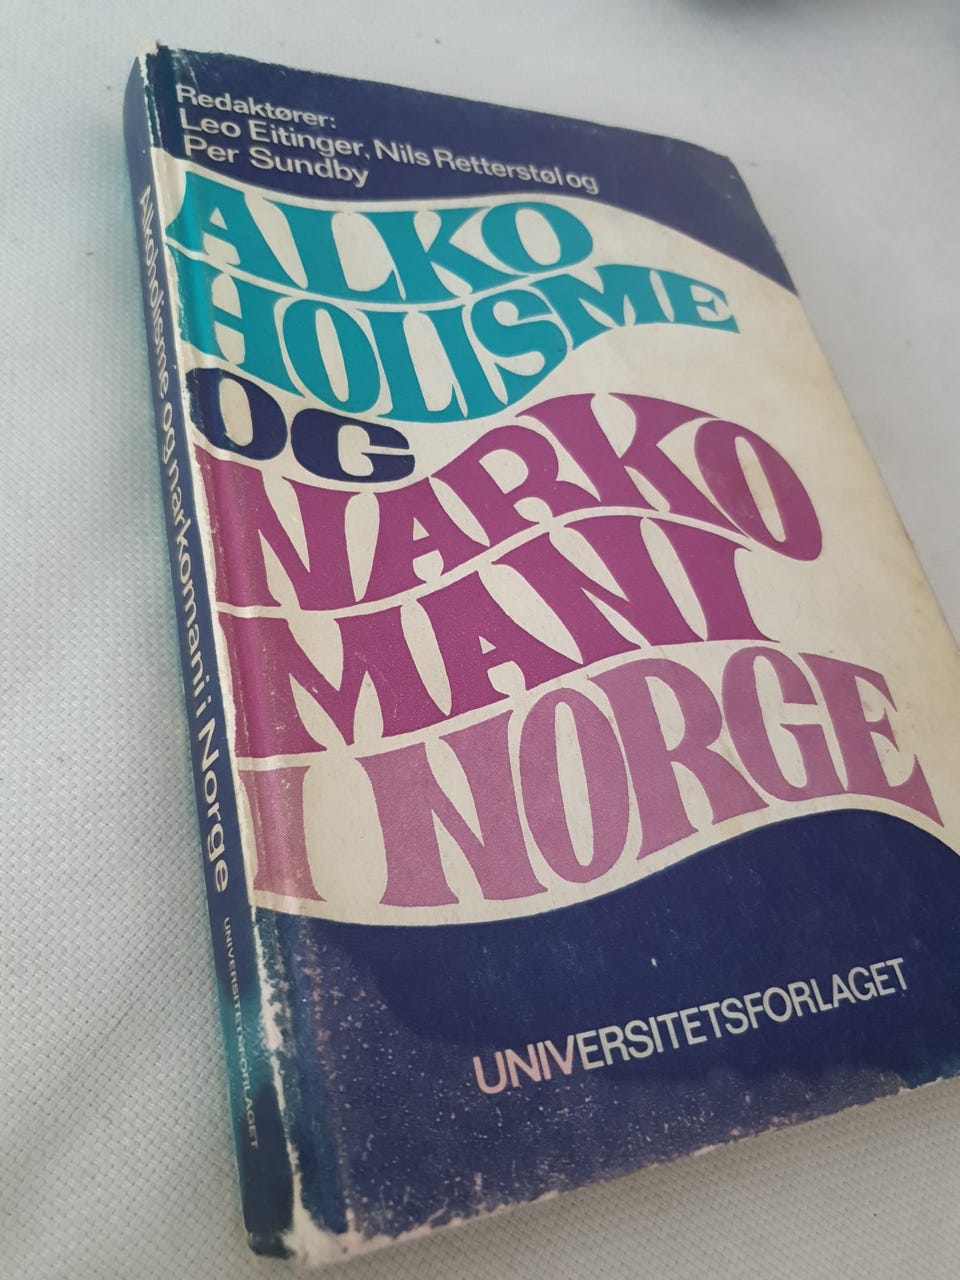 Redaktører:
Leo Eitinger, Nils Retterstøl og
Per Sundby
ALKO
HOLISME
OG
NARKO
MANI
I NORGE
UNIVERSITETSFORLAGET
Alkoholisme og narkomani i Norge
UNIVERSITETSFORLAGET